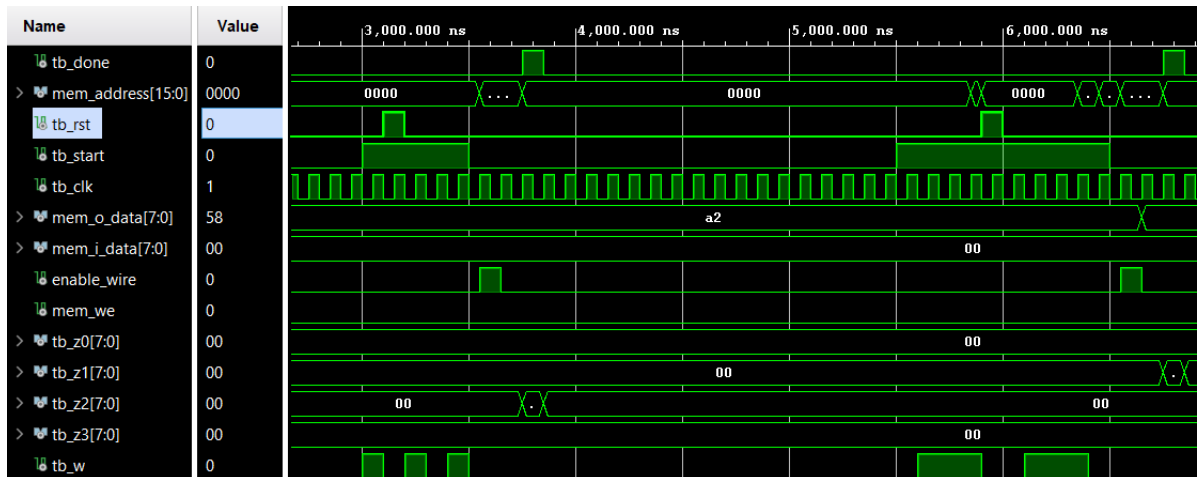 Name Value 3,000.000 ns 4,000.000 ns 5,000.000 ns 6,000.000 ns
tb_done 0
mem_address[15:0] 0000 0000 ... 0000 0000 . . ...
tb_rst 0
tb_start 0
tb_clk 1
mem_o_data[7:0] 58 a2
mem_i_data[7:0] 00 00
enable_wire 0
mem_we 0
tb_z0[7:0] 00 00
tb_z1[7:0] 00 00 .
tb_z2[7:0] 00 00 . 00
tb_z3[7:0] 00 00
tb_w 0